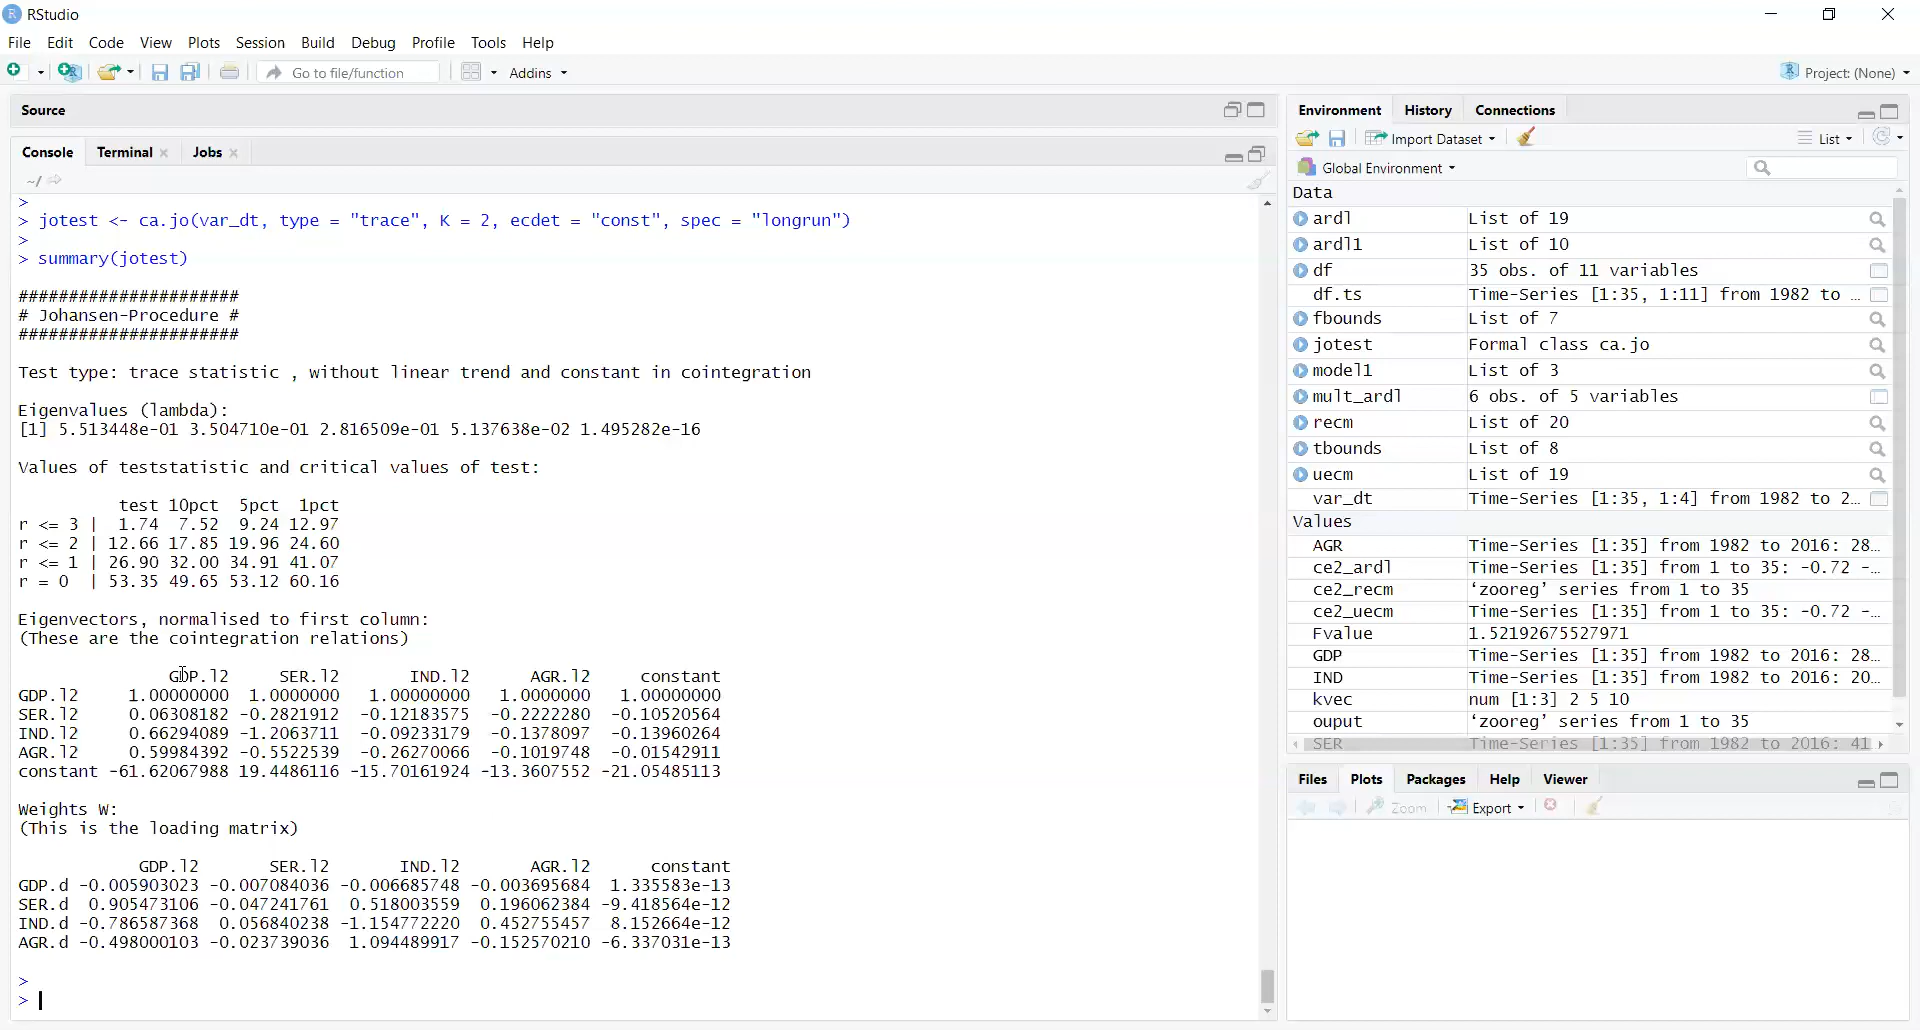 RStudio
File Edit Code View Plots Session Build Debug Profile Tools Help
Go to file/function Addins Project: (None)
Source
Console Terminal Jobs
~/
>
> jotest <- ca.jo(var_dt, type = "trace", K = 2, ecdet = "const", spec = "longrun")
>
> summary(jotest)
######################
# Johansen-Procedure #
######################
Test type: trace statistic , without linear trend and constant in cointegration
Eigenvalues (lambda):
[1] 5.513448e-01 3.504710e-01 2.816509e-01 5.137638e-02 1.495282e-16
Values of teststatistic and critical values of test:
test 10pct 5pct 1pct
r <= 3 | 1.74 7.52 9.24 12.97
r <= 2 | 12.66 17.85 19.96 24.60
r <= 1 | 26.90 32.00 34.91 41.07
r = 0 | 53.35 49.65 53.12 60.16
Eigenvectors, normalised to first column:
(These are the cointegration relations)
GDP.l2 SER.l2 IND.l2 AGR.l2 constant
GDP.l2 1.00000000 1.0000000 1.00000000 1.0000000 1.00000000
SER.l2 0.06308182 -0.2821912 -0.12183575 -0.2222280 -0.10520564
IND.l2 0.66294089 -1.2063711 -0.09233179 -0.1378097 -0.13960264
AGR.l2 0.59984392 -0.5522539 -0.26270066 -0.1019748 -0.01542911
constant -61.62067988 19.4486116 -15.70161924 -13.3607552 -21.05485113
Weights W:
(This is the loading matrix)
GDP.l2 SER.l2 IND.l2 AGR.l2 constant
GDP.d -0.005903023 -0.007084036 -0.006685748 -0.003695684 1.335583e-13
SER.d 0.905473106 -0.047241761 0.518003559 0.196062384 -9.418564e-12
IND.d -0.786587368 0.056840238 -1.154772220 0.452755457 8.152664e-12
AGR.d -0.498000103 -0.023739036 1.094489917 -0.152570210 -6.337031e-13
>
>
Environment History Connections
Import Dataset List
Global Environment
Data
ardl List of 19
ardl1 List of 10
df 35 obs. of 11 variables
df.ts Time-Series [1:35, 1:11] from 1982 to ...
fbounds List of 7
jotest Formal class ca.jo
model1 List of 3
mult_ardl 6 obs. of 5 variables
recm List of 20
tbounds List of 8
uecm List of 19
var_dt Time-Series [1:35, 1:4] from 1982 to 2...
Values
AGR Time-Series [1:35] from 1982 to 2016: 28...
ce2_ardl Time-Series [1:35] from 1 to 35: -0.72 -...
ce2_recm ‘zooreg’ series from 1 to 35
ce2_uecm Time-Series [1:35] from 1 to 35: -0.72 -...
Fvalue 1.52192675527971
GDP Time-Series [1:35] from 1982 to 2016: 28...
IND Time-Series [1:35] from 1982 to 2016: 20...
kvec num [1:3] 2 5 10
ouput ‘zooreg’ series from 1 to 35
SER Time-Series [1:35] from 1982 to 2016: 41
Files Plots Packages Help Viewer
Zoom Export